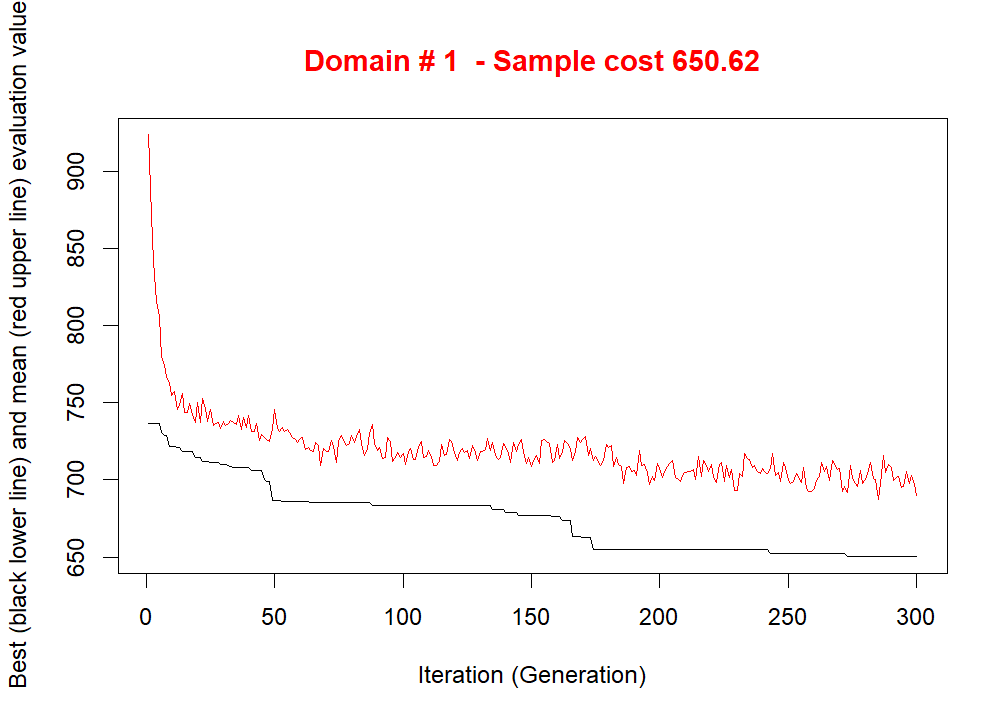 Domain # 1  - Sample cost 650.62
Best (black lower line) and mean (red upper line) evaluation value
900
850
800
750
700
650
0 50 100 150 200 250 300
Iteration (Generation)